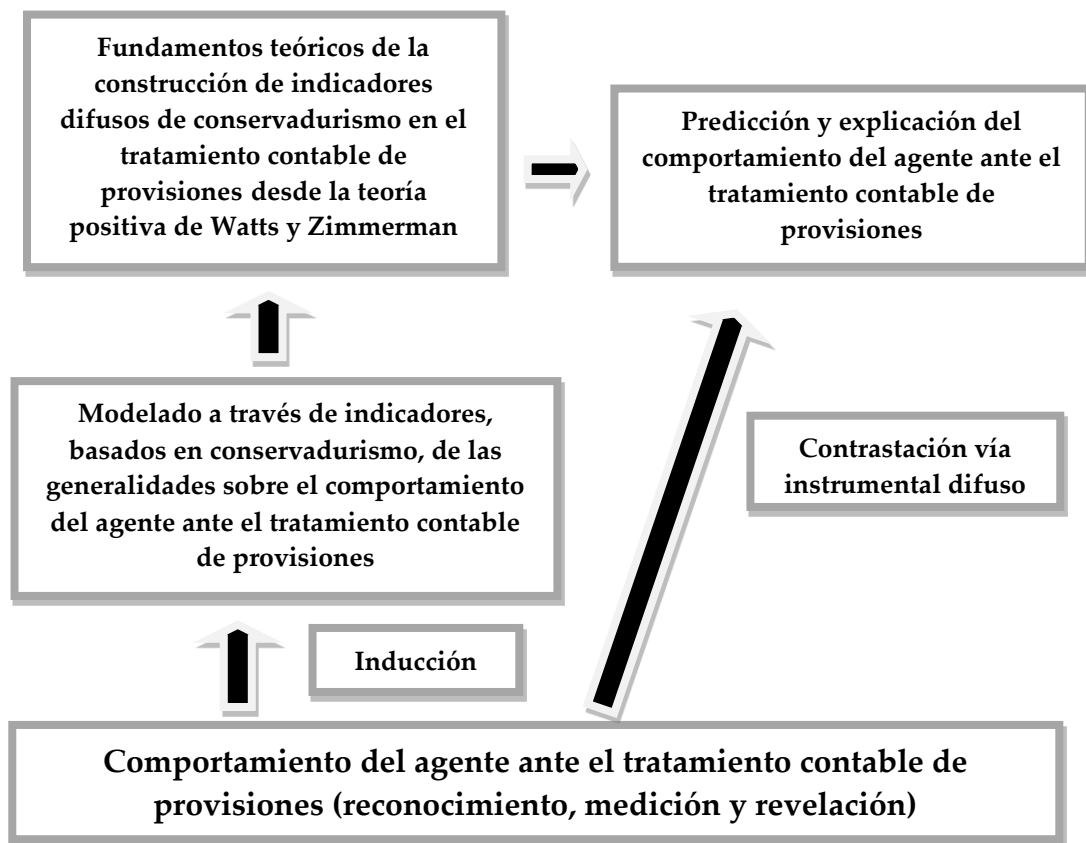 Fundamentos teóricos de la
construcción de indicadores
difusos de conservadurismo en el
tratamiento contable de
provisiones desde la teoría
positiva de Watts y Zimmerman
Predicción y explicación del
comportamiento del agente ante el
tratamiento contable de
provisiones
Modelado a través de indicadores,
basados en conservadurismo, de las
generalidades sobre el comportamiento
del agente ante el tratamiento contable
de provisiones
Contrastación vía
instrumental difuso
Inducción
Comportamiento del agente ante el tratamiento contable de
provisiones (reconocimiento, medición y revelación)